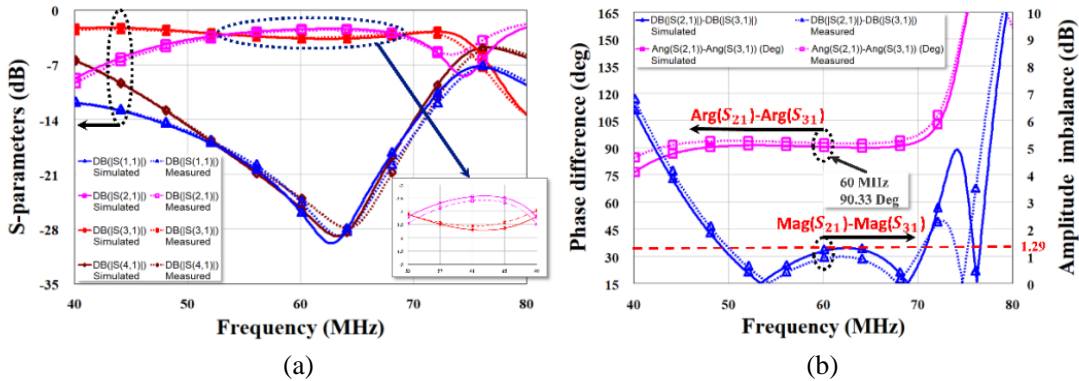 S-parameters (dB)
0
-7
-14
-21
-28
-35
DB(|S(1,1)|) DB(|S(1,1)|)
Simulated Measured
DB(|S(2,1)|) DB(|S(2,1)|)
Simulated Measured
DB(|S(3,1)|) DB(|S(3,1)|)
Simulated Measured
DB(|S(4,1)|) DB(|S(4,1)|)
Simulated Measured
40 50 60 70 80
Frequency (MHz)
(a)
Phase difference (deg)
165
150
135
120
105
90
75
60
45
30
15
DB(|S(2,1)|)-DB(|S(3,1)|) DB(|S(2,1)|)-DB(|S(3,1)|)
Simulated Measured
Ang(S(2,1))-Ang(S(3,1)) (Deg) Ang(S(2,1))-Ang(S(3,1)) (Deg)
Simulated Measured
Arg(S21)-Arg(S31)
60 MHz
90.33 Deg
Mag(S21)-Mag(S31)
1.29
10
9
8
7
6
5
4
3
2
1
0
Amplitude imbalance (dB)
40 50 60 70 80
Frequency (MHz)
(b)